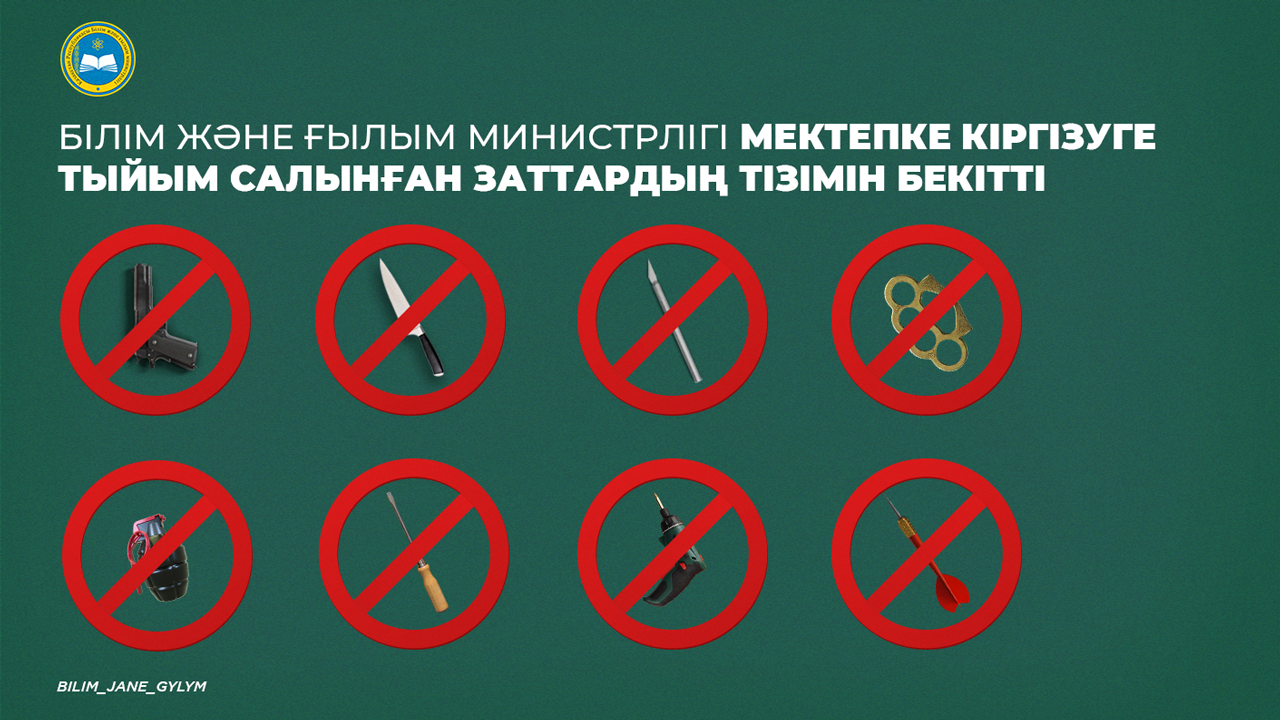 БІЛІМ ЖӘНЕ ҒЫЛЫМ МИНИСТРЛІГІ МЕКТЕПКЕ КІРГІЗУГЕ
ТЫЙЫМ САЛЫНҒАН ЗАТТАРДЫҢ ТІЗІМІН БЕКІТТІ
BILIM_JANE_GYLYM